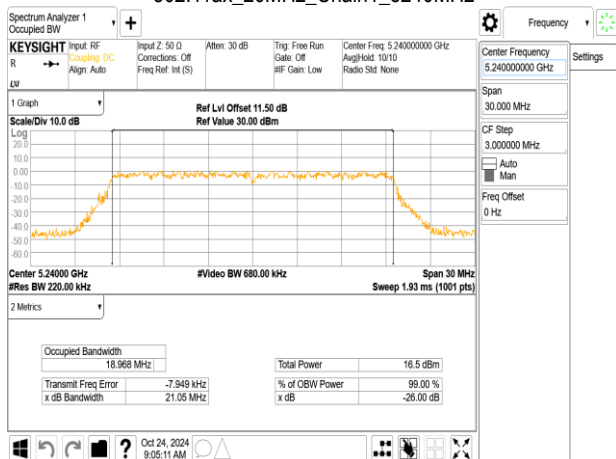 802.11ax_20MHz_Chain1_5240MHz
Spectrum Analyzer 1
Occupied BW
Frequency
KEYSIGHT
R
Input: RF
Coupling: DC
Align: Auto
Input Z: 50 Ω
Corrections: Off
Freq Ref: Int (S)
Atten: 30 dB
Trig: Free Run
Gate: Off
#IF Gain: Low
Center Freq: 5.240000000 GHz
Avg|Hold: 10/10
Radio Std: None
Center Frequency
5.240000000 GHz
Settings
Span
30.000 MHz
CF Step
3.000000 MHz
Auto
Man
Freq Offset
0 Hz
1 Graph
Scale/Div 10.0 dB
Ref Lvl Offset 11.50 dB
Ref Value 30.00 dBm
Log
20.0
10.0
0.00
-10.0
-20.0
-30.0
-40.0
-50.0
-60.0
Center 5.24000 GHz
#Res BW 220.00 kHz
#Video BW 680.00 kHz
Span 30 MHz
Sweep 1.93 ms (1001 pts)
2 Metrics
Occupied Bandwidth
18.968 MHz
Total Power 16.5 dBm
Transmit Freq Error -7.949 kHz
% of OBW Power 99.00 %
x dB Bandwidth 21.05 MHz
x dB -26.00 dB
Oct 24, 2024
9:05:11 AM